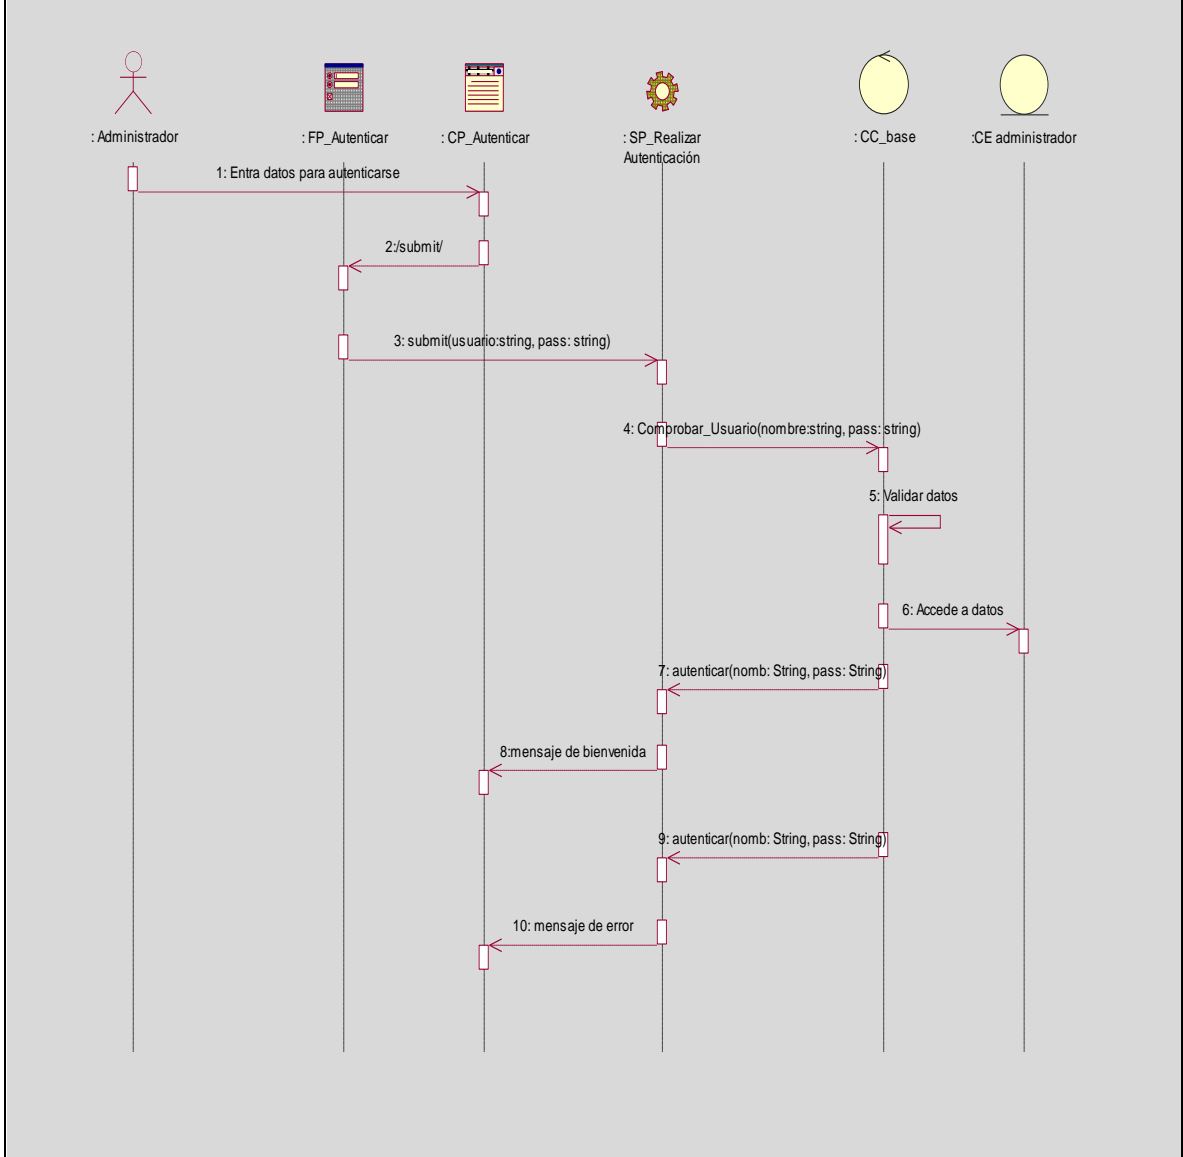 : Administrador
: FP_Autenticar
: CP_Autenticar
: SP_Realizar
Autenticación
: CC_base
:CE administrador
1: Entra datos para autenticarse
2:/submit/
3: submit(usuario:string, pass: string)
4: Comprobar_Usuario(nombre:string, pass: string)
5: Validar datos
6: Accede a datos
7: autenticar(nomb: String, pass: String)
8:mensaje de bienvenida
9: autenticar(nomb: String, pass: String)
10: mensaje de error